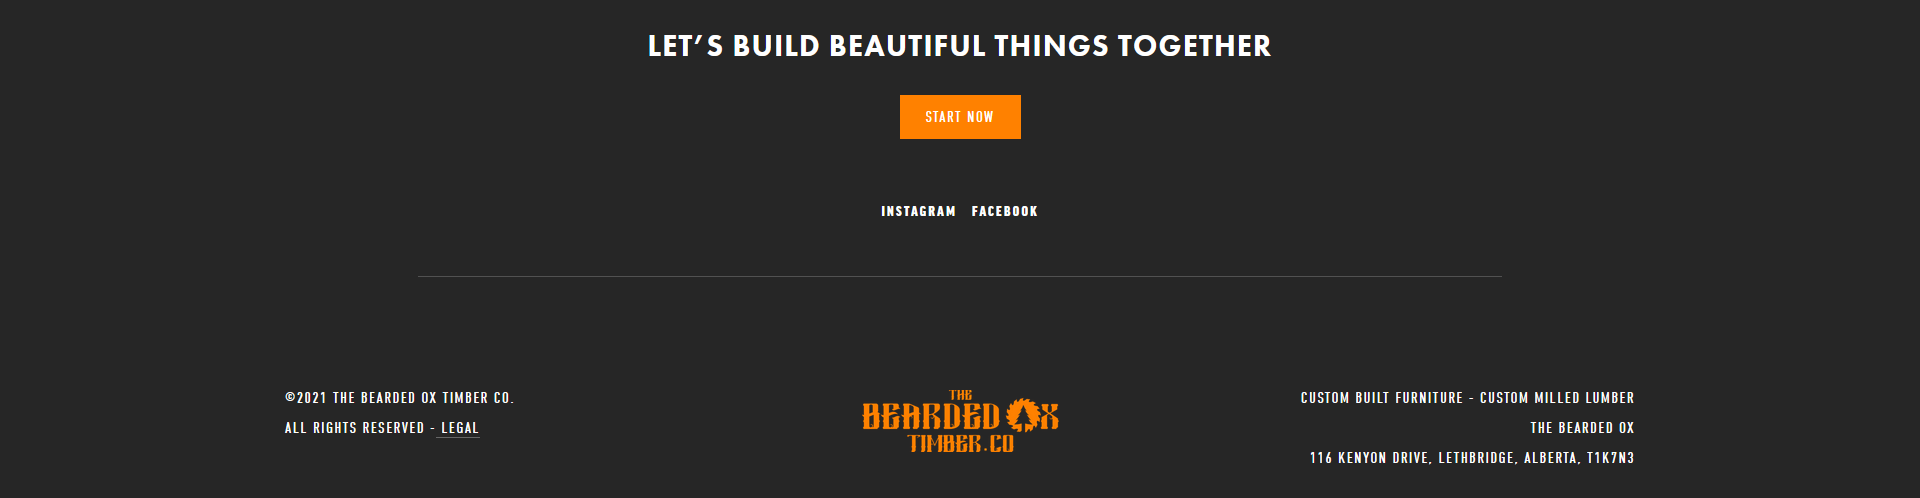 LET’S BUILD BEAUTIFUL THINGS TOGETHER
START NOW
INSTAGRAM FACEBOOK
©2021 THE BEARDED OX TIMBER CO.
ALL RIGHTS RESERVED - LEGAL
THE
BEARDED OX
TIMBER.CO
CUSTOM BUILT FURNITURE - CUSTOM MILLED LUMBER
THE BEARDED OX
116 KENYON DRIVE, LETHBRIDGE, ALBERTA, T1K7N3